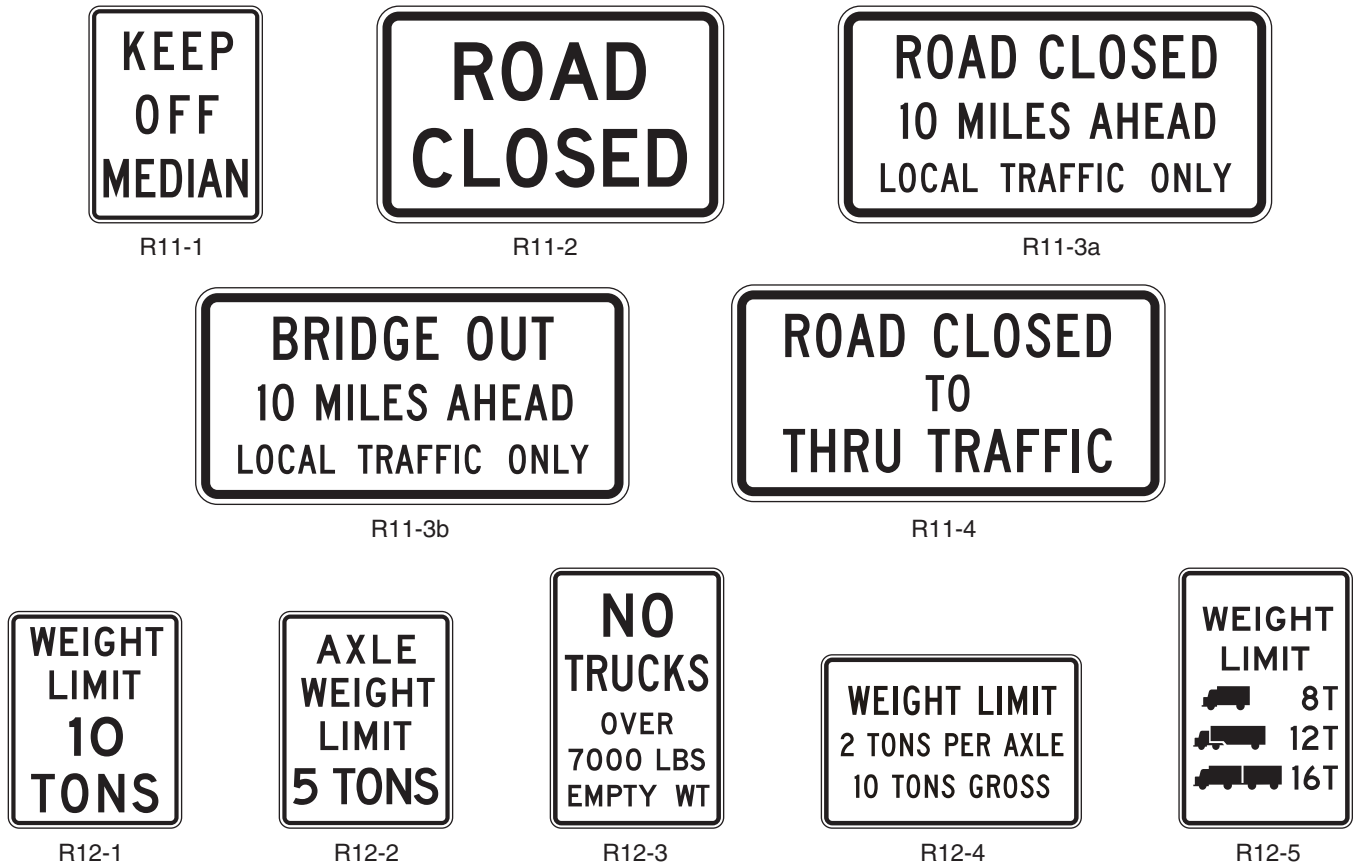 KEEP
OFF
MEDIAN
R11-1
ROAD
CLOSED
R11-2
ROAD CLOSED
10 MILES AHEAD
LOCAL TRAFFIC ONLY
R11-3a
BRIDGE OUT
10 MILES AHEAD
LOCAL TRAFFIC ONLY
R11-3b
ROAD CLOSED
TO
THRU TRAFFIC
R11-4
WEIGHT
LIMIT
10
TONS
R12-1
AXLE
WEIGHT
LIMIT
5 TONS
R12-2
NO
TRUCKS
OVER
7000 LBS
EMPTY WT
R12-3
WEIGHT LIMIT
2 TONS PER AXLE
10 TONS GROSS
R12-4
WEIGHT
LIMIT
8T
12T
16T
R12-5